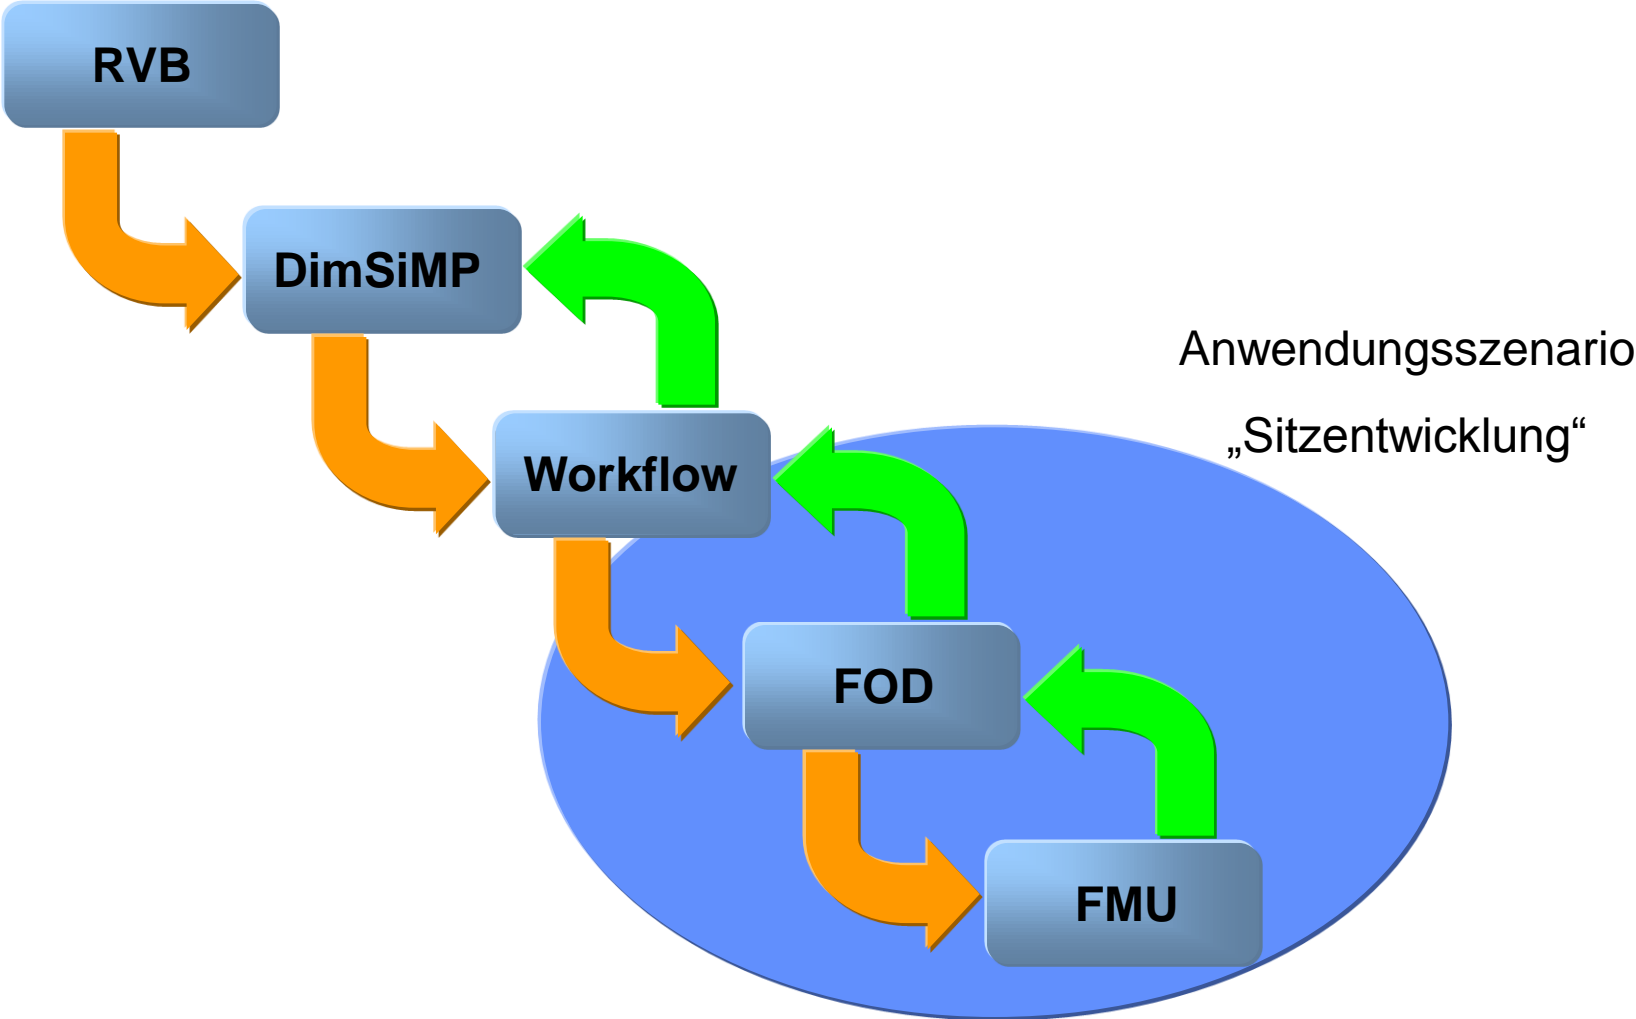 RVB
DimSiMP
Anwendungsszenario
„Sitzentwicklung“
Workflow
FOD
FMU